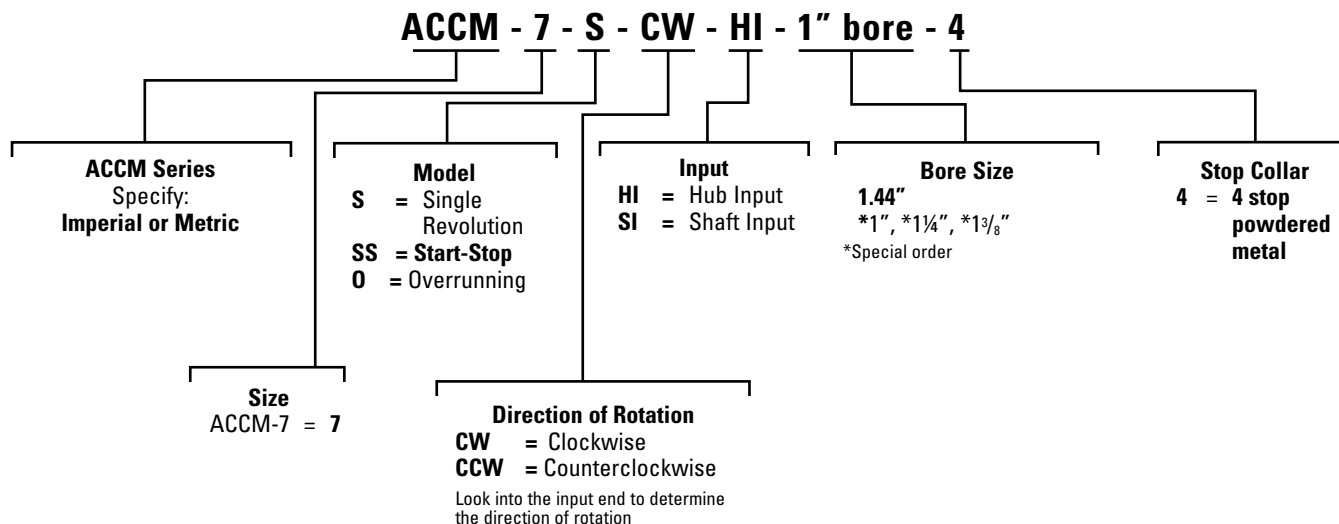 ACCM - 7 - S - CW - HI - 1” bore - 4
ACCM Series
Specify:
Imperial or Metric
Model
S = Single
Revolution
SS = Start-Stop
O = Overrunning
Input
HI = Hub Input
SI = Shaft Input
Bore Size
1.44”
*1”, *1¼”, *1³/₈”
*Special order
Stop Collar
4 = 4 stop
powdered
metal
Size
ACCM-7 = 7
Direction of Rotation
CW = Clockwise
CCW = Counterclockwise
Look into the input end to determine
the direction of rotation